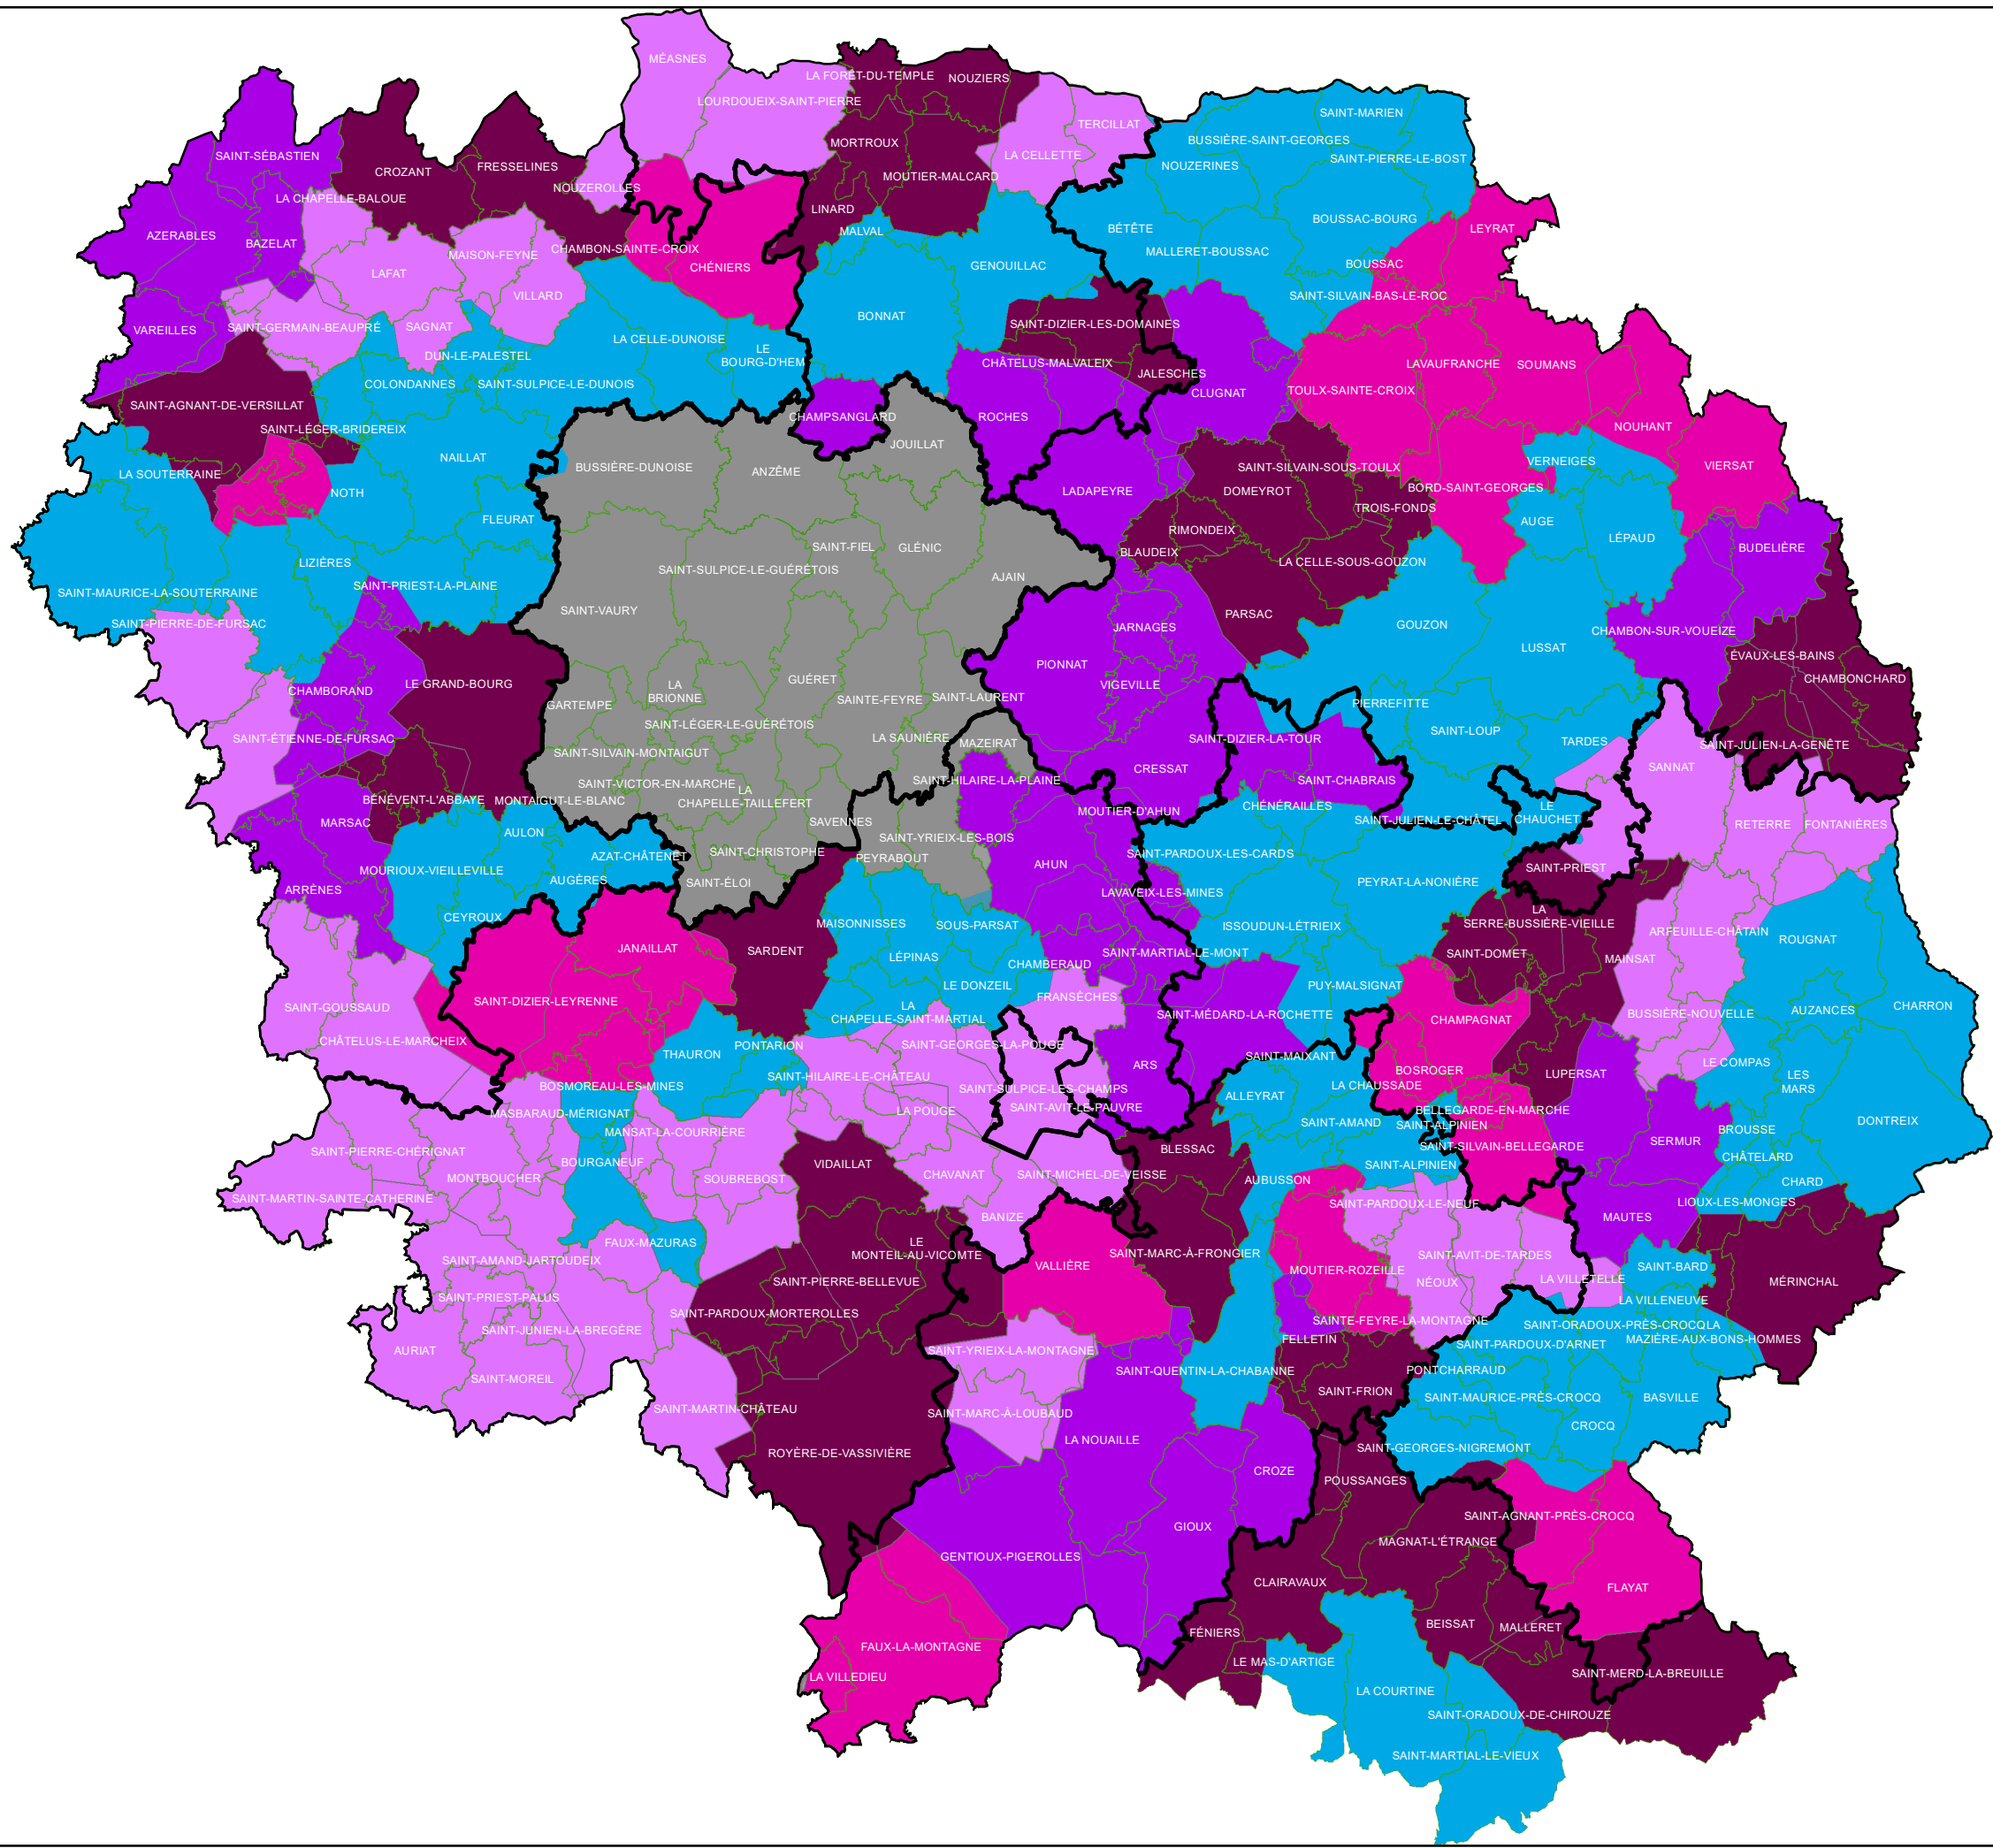 MÉASNES
LA FORÊT-DU-TEMPLE
NOUZIERS
LOURDOUEIX-SAINT-PIERRE
SAINT-MARIEN
TERCILLAT
BUSSIÈRE-SAINT-GEORGES
MORTROUX
LA CELLETTE
SAINT-SÉBASTIEN
SAINT-PIERRE-LE-BOST
NOUZERINES
FRESSELINES
CROZANT
MOUTIER-MALCARD
NOUZEROLLES
LA CHAPELLE-BALOUE
LINARD
BOUSSAC-BOURG
BÉTÊTE
LEYRAT
MALVAL
AZERABLES
BAZELAT
CHAMBON-SAINTE-CROIX
MALLERET-BOUSSAC
MAISON-FEYNE
BOUSSAC
GENOUILLAC
CHÉNIERS
LAFAT
VILLARD
SAINT-SILVAIN-BAS-LE-ROC
BONNAT
SAINT-DIZIER-LES-DOMAINES
SAINT-GERMAIN-BEAUPRÉ
SAGNAT
VAREILLES
LA CELLE-DUNOISE
LE
BOURG-D'HEM
DUN-LE-PALESTEL
CHÂTELUS-MALVALEIX
LAVAUFRANCHE
SOUMANS
JALESCHES
COLONDANNES
SAINT-SULPICE-LE-DUNOIS
TOULX-SAINTE-CROIX
CLUGNAT
SAINT-AGNANT-DE-VERSILLAT
CHAMPSANGLARD
ROCHES
NOUHANT
SAINT-LÉGER-BRIDEREIX
JOUILLAT
NAILLAT
VERNEIGES
VIERSAT
BUSSIÈRE-DUNOISE
SAINT-SILVAIN-SOUS-TOULX
ANZÊME
LA SOUTERRAINE
BORD-SAINT-GEORGES
LADAPEYRE
DOMEYROT
NOTH
TROIS-FONDS
FLEURAT
AUGE
RIMONDEIX
LÉPAUD
SAINT-FIEL
GLÉNIC
BUDELIÈRE
BLAUDEIX
LIZIÈRES
LA CELLE-SOUS-GOUZON
SAINT-SULPICE-LE-GUÉRETOIS
AJAIN
SAINT-PRIEST-LA-PLAINE
SAINT-MAURICE-LA-SOUTERRAINE
SAINT-VAURY
PARSAC
SAINT-PIERRE-DE-FURSAC
GOUZON
JARNAGES
CHAMBON-SUR-VOUEIZE
LUSSAT
ÉVAUX-LES-BAINS
PIONNAT
CHAMBONCHARD
GUÉRET
LE GRAND-BOURG
LA
BRIONNE
VIGEVILLE
CHAMBORAND
SAINT-LAURENT
SAINTE-FEYRE
PIERREFITTE
GARTEMPE
SAINT-LÉGER-LE-GUÉRÉTOIS
SAINT-LOUP
SAINT-ÉTIENNE-DE-FURSAC
LA SAUNIÈRE
SAINT-DIZIER-LA-TOUR
TARDES
MAZEIRAT
SAINT-JULIEN-LA-GENÊTE
SAINT-SILVAIN-MONTAIGUT
SANNAT
CRESSAT
SAINT-HILAIRE-LA-PLAINE
SAINT-CHABRAIS
SAINT-VICTOR-EN-MARCHE
LA
CHAPELLE-TAILLEFERT
BÉNÉVENT-L'ABBAYE
MONTAIGUT-LE-BLANC
CHÉNÉRAILLES
LE
CHAUCHET
MOUTIER-D'AHUN
SAINT-JULIEN-LE-CHÂTEL
MARSAC
SAVENNES
RETERRE
FONTANIÈRES
AULON
SAINT-YRIEIX-LES-BOIS
SAINT-CHRISTOPHE
SAINT-PARDOUX-LES-CARDS
AZAT-CHÂTENET
PEYRABOUT
AHUN
SAINT-PRIEST
MOURIOUX-VIEILLEVILLE
AUGÈRES
SAINT-ÉLOI
PEYRAT-LA-NONIÈRE
ARRÈNES
LAVAVEIX-LES-MINES
CEYROUX
MAISONNISSES
SOUS-PARSAT
ISSOUDUN-LÉTRIEIX
LA
SERRE-BUSSIÈRE-VIEILLE
ARFEUILLE-CHÂTAIN
ROUGNAT
JANAILLAT
SARDENT
SAINT-MARTIAL-LE-MONT
SAINT-DOMET
LÉPINAS
CHAMBERAUD
MAINSAT
LE DONZEIL
PUY-MALSIGNAT
FRANSÈCHES
SAINT-DIZIER-LEYRENNE
SAINT-GOUSSAUD
CHARRON
LA
CHAPELLE-SAINT-MARTIAL
SAINT-MÉDARD-LA-ROCHETTE
CHAMPAGNAT
BUSSIÈRE-NOUVELLE
AUZANCES
CHÂTELUS-LE-MARCHEIX
PONTARION
SAINT-GEORGES-LA-POUGE
THAURON
SAINT-MAIXANT
ARS
LE COMPAS
BOSROGER
LUPERSAT
SAINT-HILAIRE-LE-CHÂTEAU
LES
MARS
BOSMOREAU-LES-MINES
SAINT-SULPICE-LES-CHAMPS
LA CHAUSSADE
ALLEYRAT
SAINT-AVIT-LE-PAUVRE
MASBARAUD-MÉRIGNAT
LA POUGE
BELLEGARDE-EN-MARCHE
SAINT-AMAND
SAINT-ALPINIEN
DONTREIX
MANSAT-LA-COURRIÈRE
BROUSSE
SERMUR
SAINT-PIERRE-CHÉRIGNAT
BLESSAC
SAINT-SILVAIN-BELLEGARDE
CHÂTELARD
BOURGANEUF
VIDAILLAT
SAINT-ALPINIEN
CHAVANAT
SAINT-MICHEL-DE-VEISSE
MONTBOUCHER
SOUBREBOST
AUBUSSON
CHARD
SAINT-MARTIN-SAINTE-CATHERINE
LIOUX-LES-MONGES
SAINT-PARDOUX-LE-NEUF
BANIZE
MAUTES
FAUX-MAZURAS
LE
MONTEIL-AU-VICOMTE
SAINT-MARC-À-FRONGIER
SAINT-AVIT-DE-TARDES
SAINT-AMAND-JARTOUDEIX
VALLIÈRE
SAINT-BARD
MOUTIER-ROZEILLE
LA VILLETELLE
NÉOUX
MÉRINCHAL
SAINT-PIERRE-BELLEVUE
SAINT-PRIEST-PALUS
LA VILLENEUVE
SAINT-PARDOUX-MORTEROLLES
SAINTE-FEYRE-LA-MONTAGNE
SAINT-ORADOUX-PRÈS-CROCQLA
SAINT-JUNIEN-LA-BREGÈRE
FELLETIN
MAZIÈRE-AUX-BONS-HOMMES
SAINT-PARDOUX-D'ARNET
AURIAT
SAINT-YRIEIX-LA-MONTAGNE
SAINT-QUENTIN-LA-CHABANNE
PONTCHARRAUD
SAINT-MOREIL
SAINT-FRION
SAINT-MAURICE-PRÈS-CROCQ
BASVILLE
SAINT-MARTIN-CHÂTEAU
SAINT-MARC-À-LOUBAUD
CROCQ
LA NOUAILLE
SAINT-GEORGES-NIGREMONT
ROYÈRE-DE-VASSIVIÈRE
CROZE
POUSSANGES
SAINT-AGNANT-PRÈS-CROCQ
GIOUX
MAGNAT-L'ÉTRANGE
GENTIOUX-PIGEROLLES
CLAIRAVAUX
FLAYAT
BEISSAT
MALLERET
FÉNIERS
FAUX-LA-MONTAGNE
LE MAS-D'ARTIGE
SAINT-MERD-LA-BREUILLE
LA VILLEDIEU
LA COURTINE
SAINT-ORADOUX-DE-CHIROUZE
SAINT-MARTIAL-LE-VIEUX